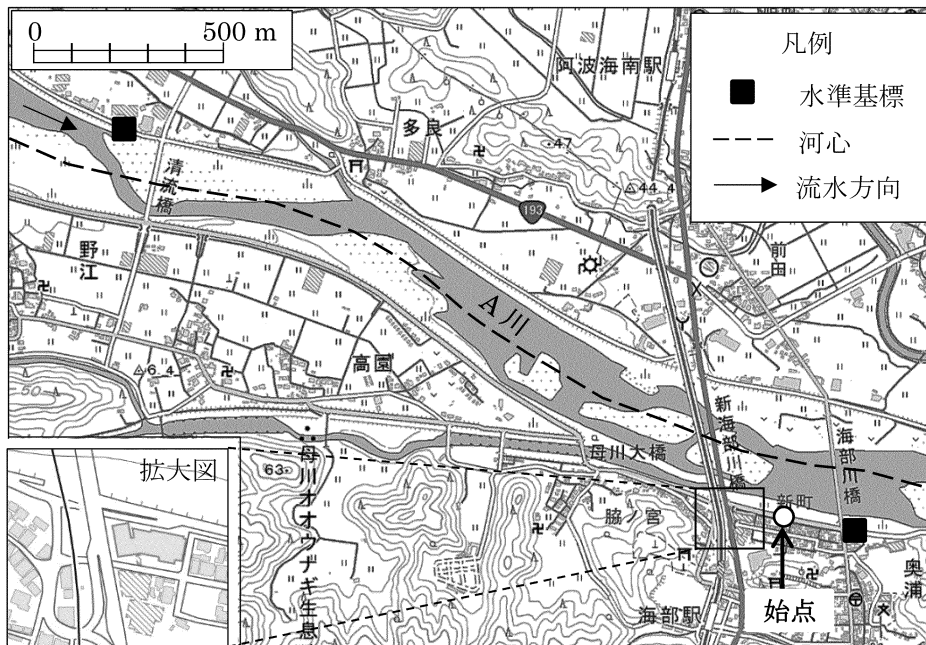 0 500 m
凡例
水準基標
河心
流水方向
阿波海南駅
多良
47
44.4
193
清流橋
野江
前田
A川
高園
6.4
新海部川橋
海部川橋
母川大橋
拡大図
63
母川オオウナギ生息
脇ノ宮
新町
海部駅
始点
奥浦